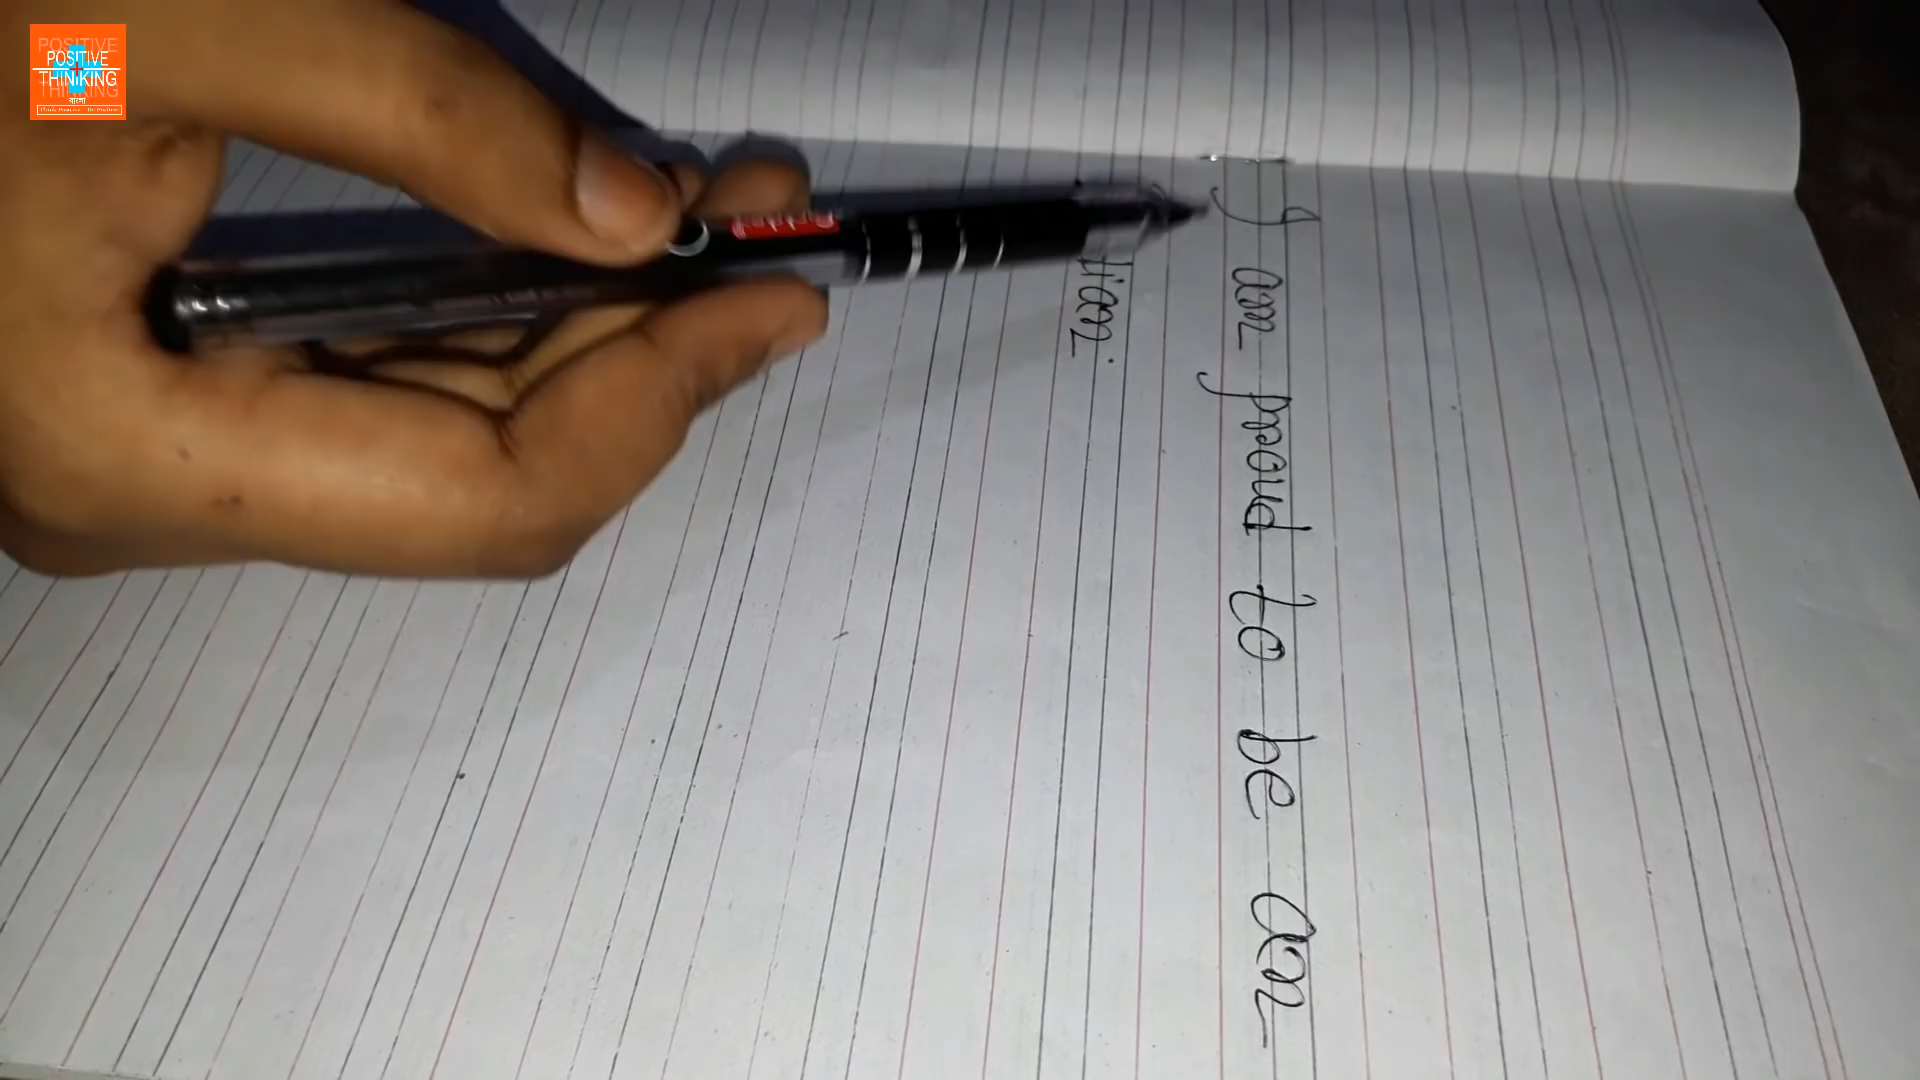 POSITIVE
THINKING
বাংলা
I am proud to be an